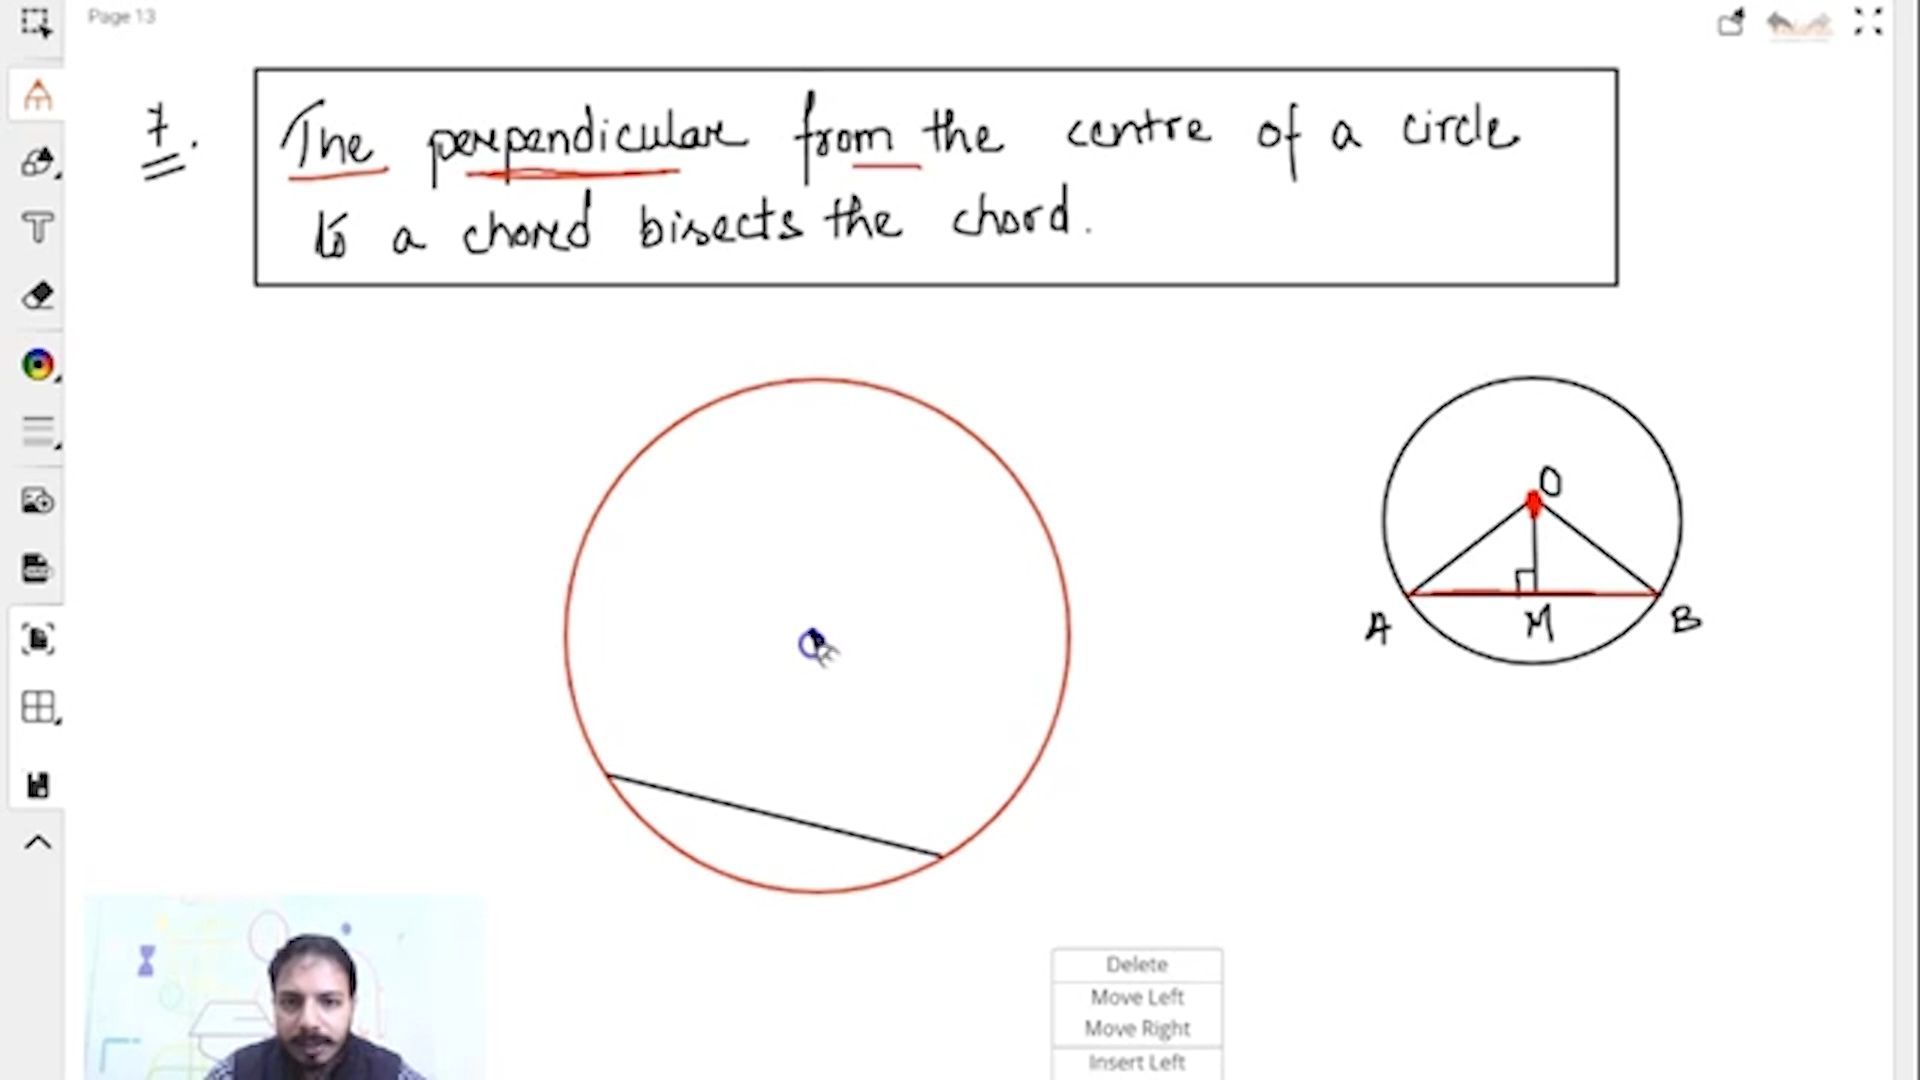 Page 13
7.
The perpendicular from the centre of a circle
to a chored bisects the chord.
O
A M B
Delete
Move Left
Move Right
Insert Left